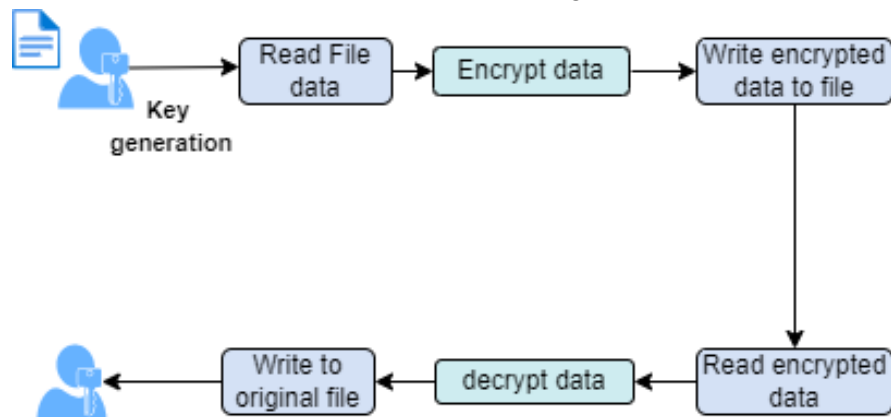 Read File
data
Encrypt data
Write encrypted
data to file
Key
generation
Write to
original file
decrypt data
Read encrypted
data